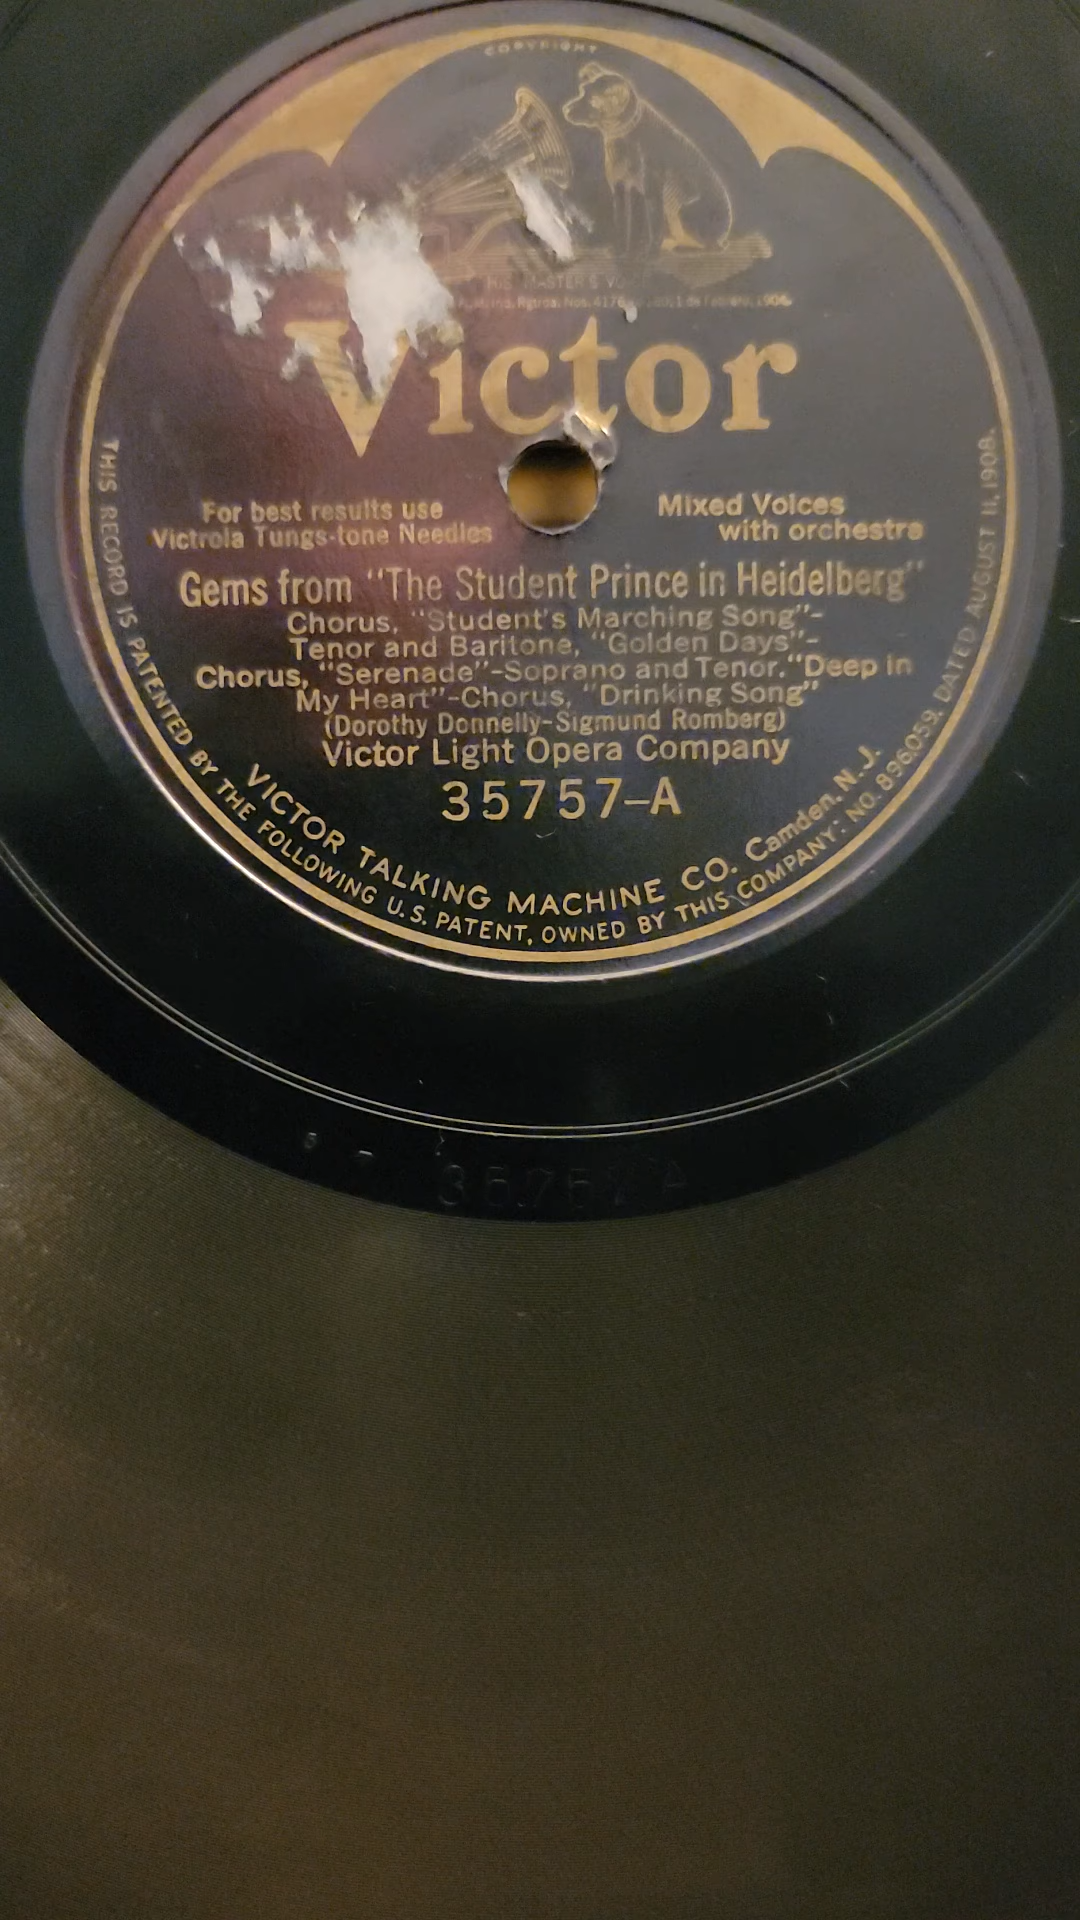 COPYRIGHT
HIS MASTER'S VOICE
Victor
For best results use
Victrola Tungs-tone Needles
Mixed Voices
with orchestra
Gems from "The Student Prince in Heidelberg"
Chorus, "Student's Marching Song"-
Tenor and Baritone, "Golden Days"-
Chorus, "Serenade"-Soprano and Tenor. "Deep in
My Heart"-Chorus, "Drinking Song"
(Dorothy Donnelly-Sigmund Romberg)
Victor Light Opera Company
35757-A
VICTOR TALKING MACHINE CO. Camden. N. J.
THIS RECORD IS PATENTED BY THE FOLLOWING U.S. PATENT, OWNED BY THIS COMPANY: NO. 896,059. DATED AUGUST 11, 1908.
35757 A